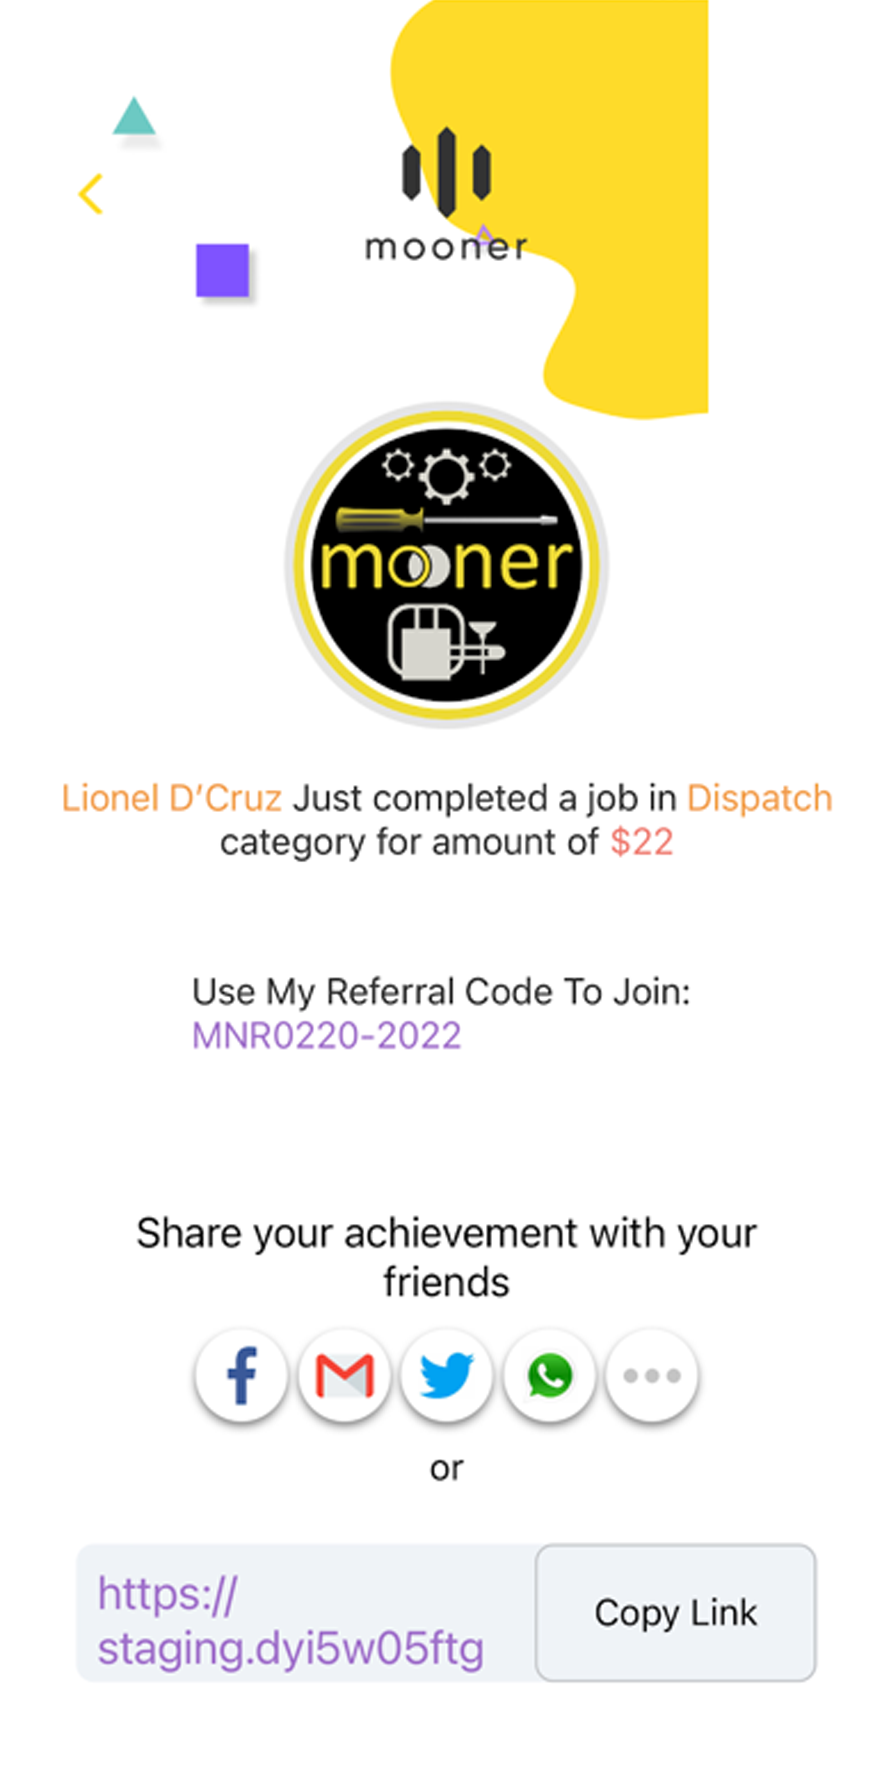 mooner
mooner
Lionel D’Cruz Just completed a job in Dispatch
category for amount of $22
Use My Referral Code To Join:
MNR0220-2022
Share your achievement with your
friends
or
https://
staging.dyi5w05ftg
Copy Link